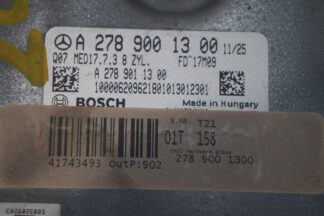 A 278 900 13 00 11/25
Q07 MED17.7.3 8 ZYL. FD 17M09
A 278 901 13 00
100006209621801013012301
BOSCH Made in Hungary
S.NR. T21
01T 158
278 900 1300
41743493 OutP:902